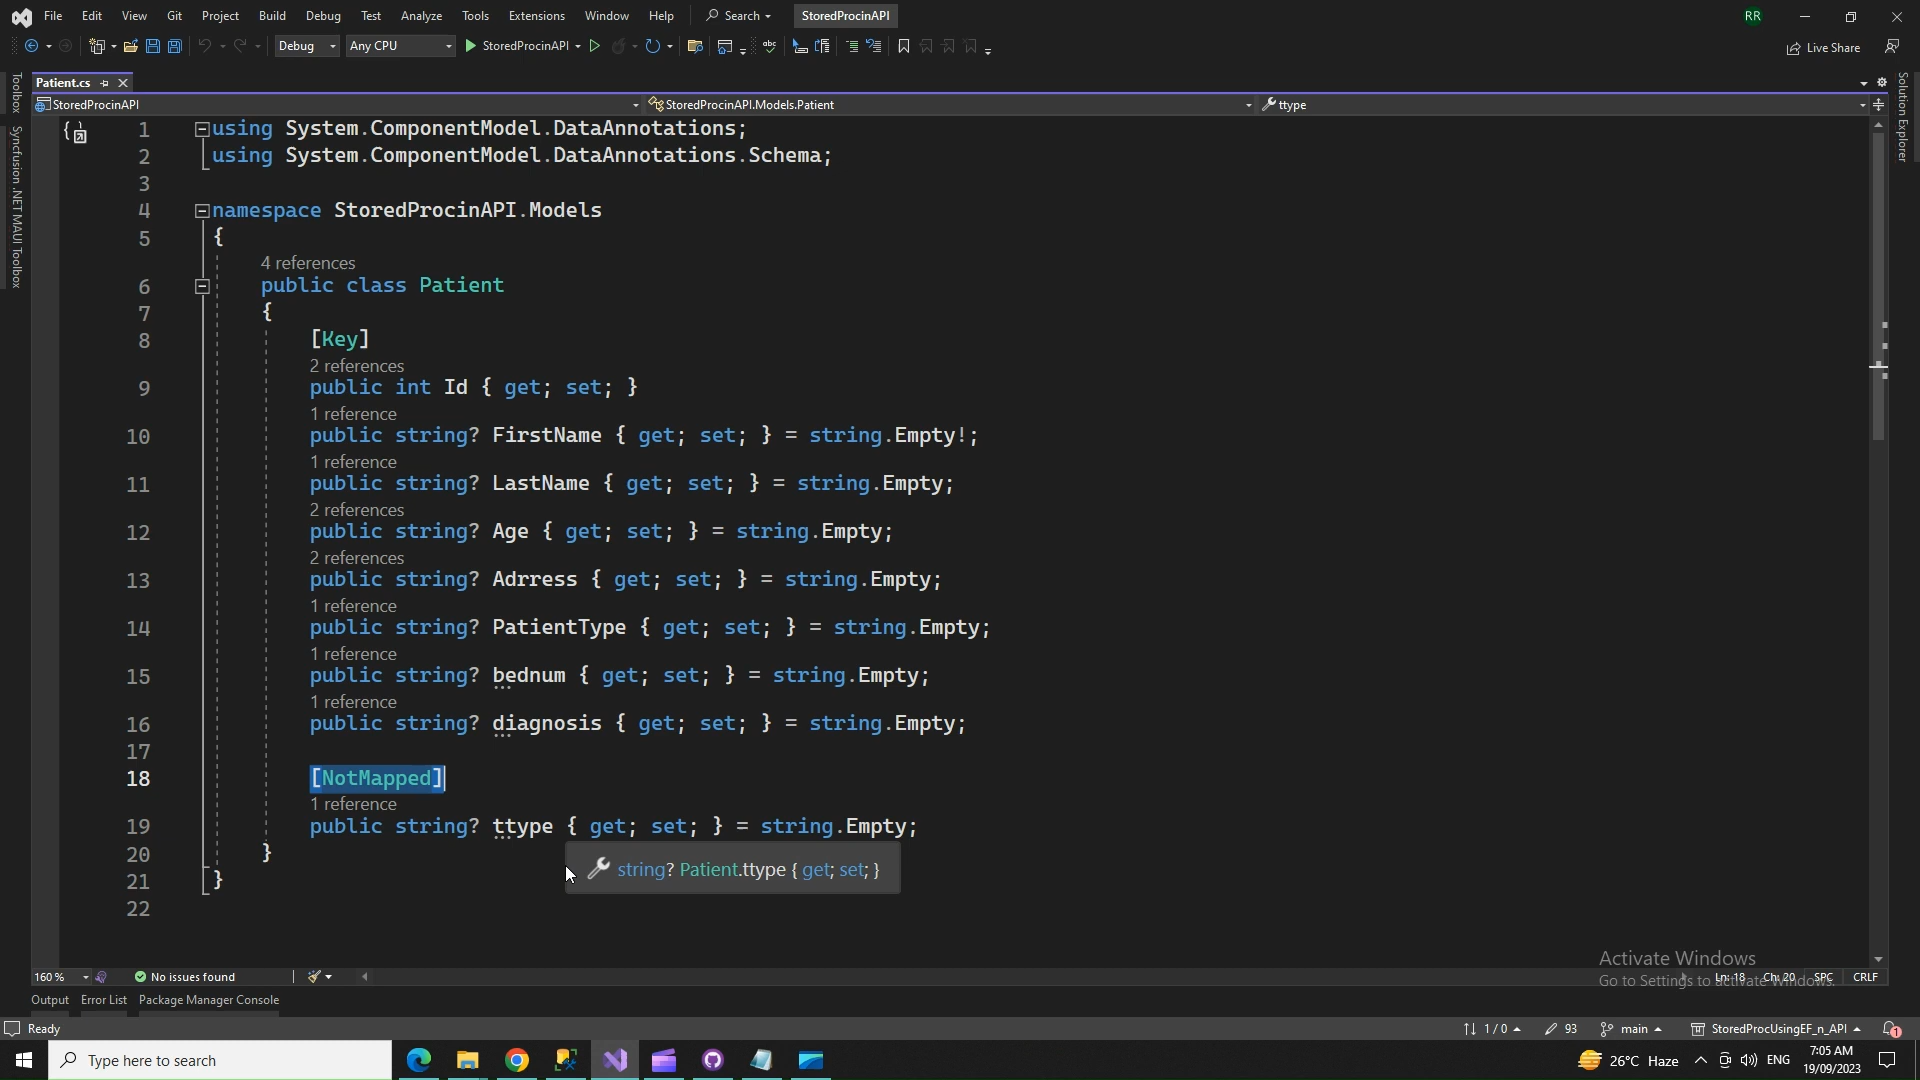 File Edit View Git Project Build Debug Test Analyze Tools Extensions Window Help Search StoredProcinAPI RR
Debug Any CPU StoredProcinAPI abc Live Share
Patient.cs
StoredProcinAPI StoredProcinAPI.Models.Patient ttype
Toolbox
Syncfusion .NET MAUI Toolbox
Solution Explorer
1 using System.ComponentModel.DataAnnotations;
2 using System.ComponentModel.DataAnnotations.Schema;
3
4 namespace StoredProcinAPI.Models
5 {
4 references
6 public class Patient
7 {
8 [Key]
2 references
9 public int Id { get; set; }
1 reference
10 public string? FirstName { get; set; } = string.Empty!;
1 reference
11 public string? LastName { get; set; } = string.Empty;
2 references
12 public string? Age { get; set; } = string.Empty;
2 references
13 public string? Adrress { get; set; } = string.Empty;
1 reference
14 public string? PatientType { get; set; } = string.Empty;
1 reference
15 public string? bednum { get; set; } = string.Empty;
1 reference
16 public string? diagnosis { get; set; } = string.Empty;
17
18 [NotMapped]
1 reference
19 public string? ttype { get; set; } = string.Empty;
20 }
string? Patient.ttype { get; set; }
21 }
22
Activate Windows
Go to Settings to activate Windows.
160 % No issues found Ln: 18 Ch: 20 SPC CRLF
Output Error List Package Manager Console
Ready 1 / 0 93 main StoredProcUsingEF_n_API 1
Type here to search 26°C Haze ENG 7:05 AM
19/09/2023